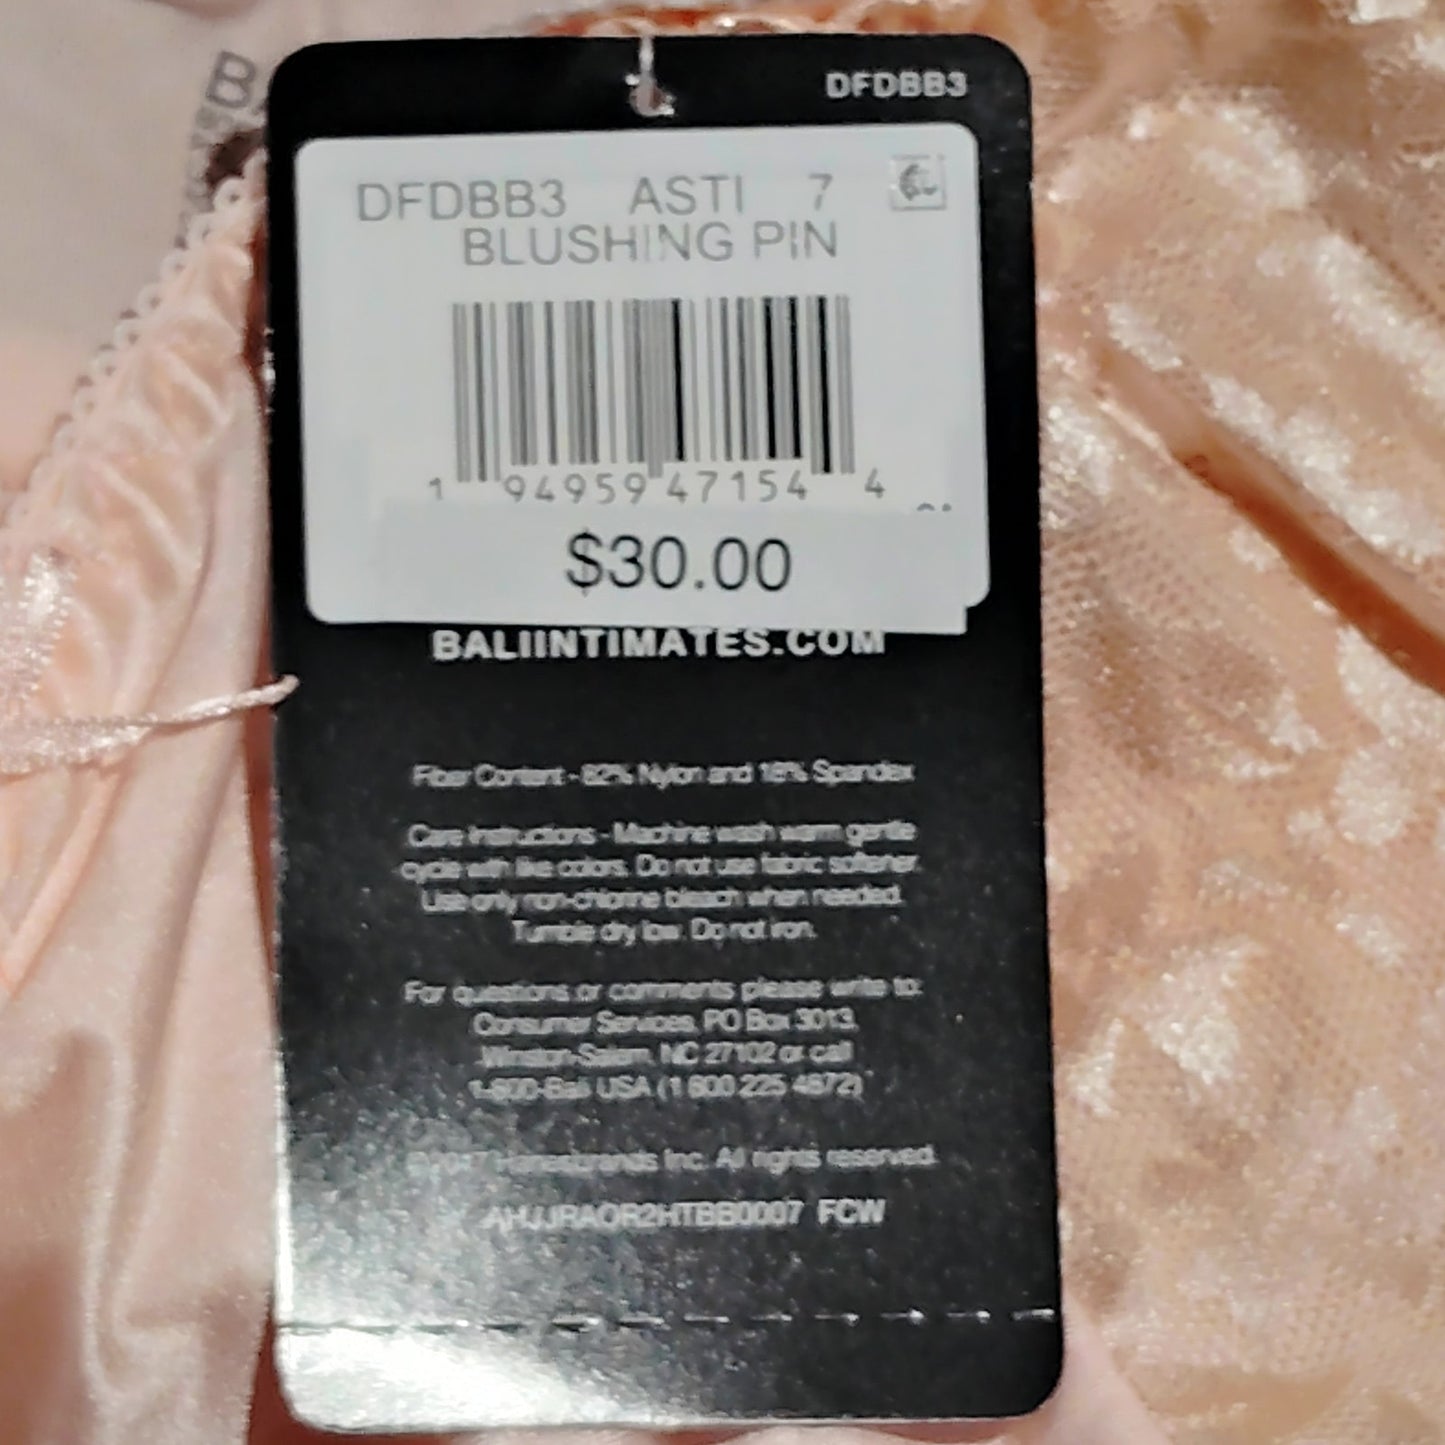 DFDBB3
DFDBB3 ASTI 7
BLUSHING PIN
1 94959 47154 4
$30.00
BALIINTIMATES.COM
Fiber Content - 82% Nylon and 18% Spandex
Care Instructions - Machine wash warm gentle
cycle with like colors. Do not use fabric softener.
Use only non-chlorine bleach when needed.
Tumble dry low. Do not iron.
For questions or comments please write to:
Consumer Services, PO Box 3013,
Winston-Salem, NC 27102 or call
1-800-Bali USA (1 800 225 4872)
Hanesbrands Inc. All rights reserved.
AHJJRAOR2HTBB0007 FCW